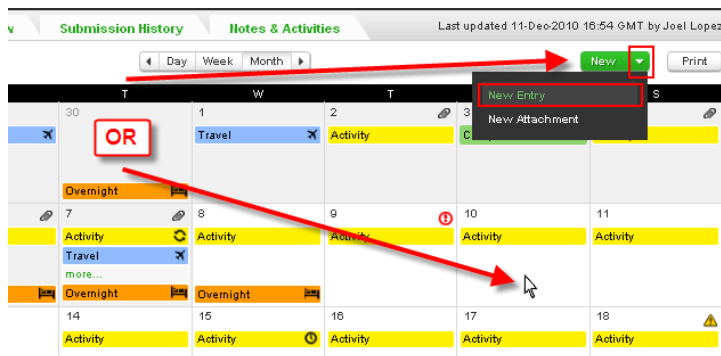 Submission History
Notes & Activities
Last updated 11-Dec-2010 16:54 GMT by Joel Lopez
Day Week Month
New
Print
T W T S
New Entry
New Attachment
30 1 2 3
OR
Travel Activity
Overnight
7 8 9 10 11
Activity Activity Activity Activity Activity
Travel
more...
Overnight Overnight
14 15 16 17 18
Activity Activity Activity Activity Activity